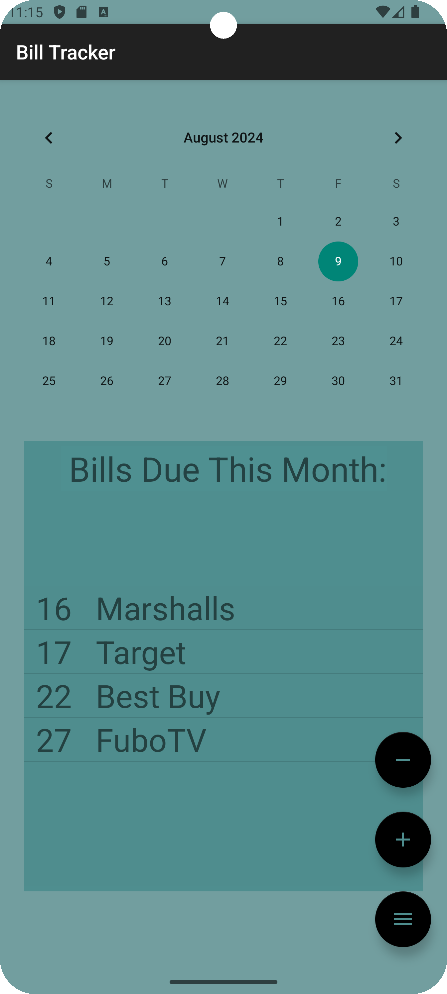 11:15
Bill Tracker
August 2024
S M T W T F S
1 2 3
4 5 6 7 8 9 10
11 12 13 14 15 16 17
18 19 20 21 22 23 24
25 26 27 28 29 30 31
Bills Due This Month:
16 Marshalls
17 Target
22 Best Buy
27 FuboTV